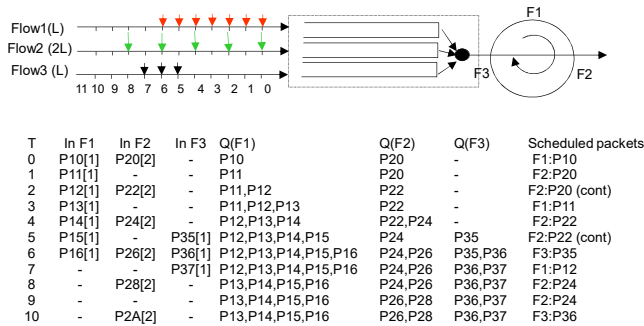 F1
Flow1(L)
Flow2 (2L)
Flow3 (L)
F3
F2
11 10 9 8 7 6 5 4 3 2 1 0
T In F1 In F2 In F3 Q(F1) Q(F2) Q(F3) Scheduled packets
0 P10[1] P20[2] - P10 P20 - F1:P10
1 P11[1] - - P11 P20 - F2:P20
2 P12[1] P22[2] - P11,P12 P22 - F2:P20 (cont)
3 P13[1] - - P11,P12,P13 P22 - F1:P11
4 P14[1] P24[2] - P12,P13,P14 P22,P24 - F2:P22
5 P15[1] - P35[1] P12,P13,P14,P15 P24 P35 F2:P22 (cont)
6 P16[1] P26[2] P36[1] P12,P13,P14,P15,P16 P24,P26 P35,P36 F3:P35
7 - - P37[1] P12,P13,P14,P15,P16 P24,P26 P36,P37 F1:P12
8 - P28[2] - P13,P14,P15,P16 P24,P26 P36,P37 F2:P24
9 - - - P13,P14,P15,P16 P26,P28 P36,P37 F2:P24
10 - P2A[2] - P13,P14,P15,P16 P26,P28 P36,P37 F3:P36